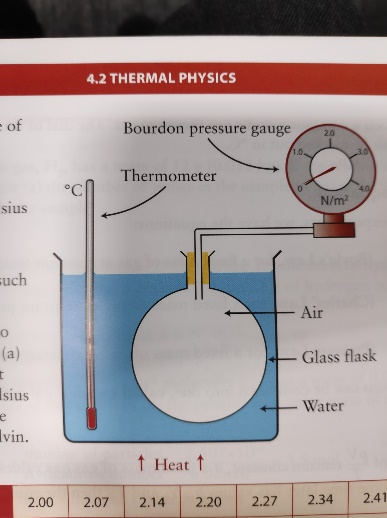 4.2 THERMAL PHYSICS
e of
sius
such
o
(a)
t
lsius
e
lvin.
Bourdon pressure gauge
Thermometer
°C
0
1.0
2.0
3.0
4.0
N/m²
Air
Glass flask
Water
↑ Heat ↑
2.00 2.07 2.14 2.20 2.27 2.34 2.41